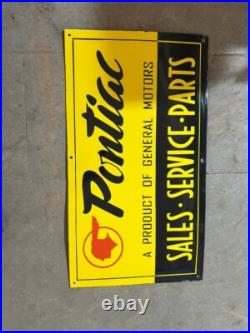 Pontiac
A PRODUCT OF GENERAL MOTORS
SALES·SERVICE·PARTS